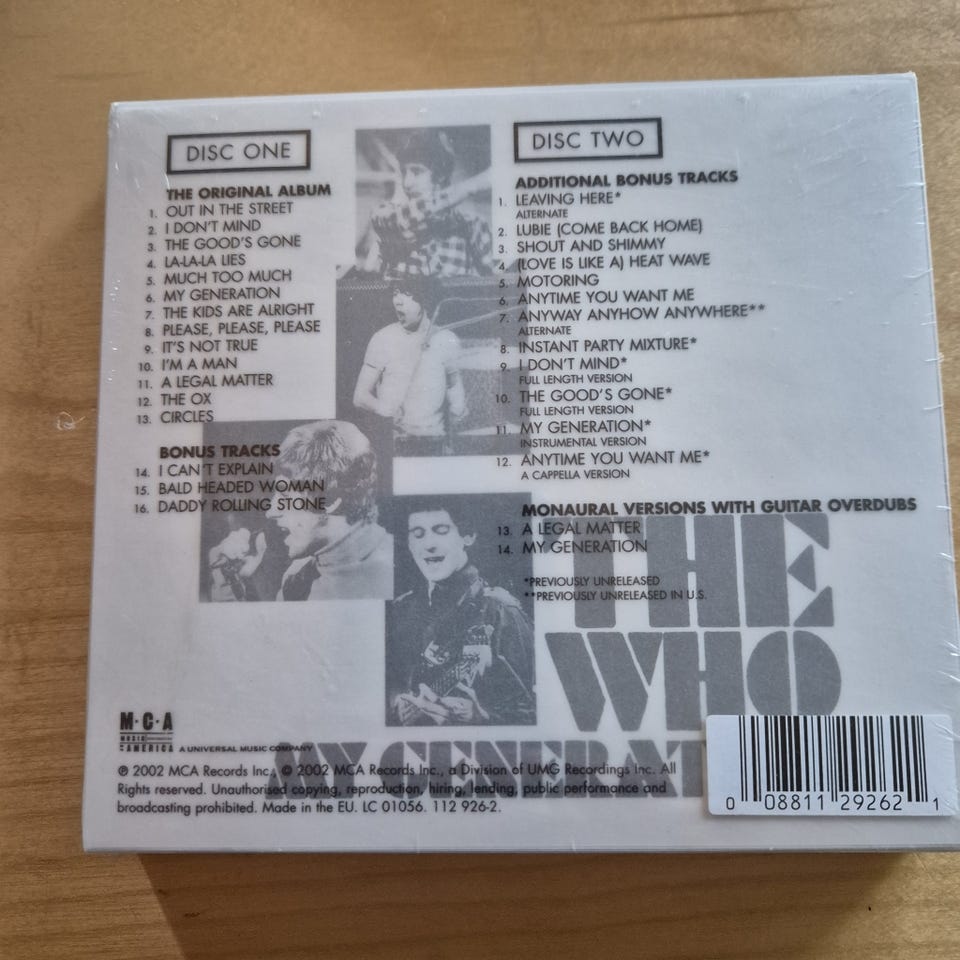 DISC ONE
THE ORIGINAL ALBUM
1. OUT IN THE STREET
2. I DON'T MIND
3. THE GOOD'S GONE
4. LA-LA-LA LIES
5. MUCH TOO MUCH
6. MY GENERATION
7. THE KIDS ARE ALRIGHT
8. PLEASE, PLEASE, PLEASE
9. IT'S NOT TRUE
10. I'M A MAN
11. A LEGAL MATTER
12. THE OX
13. CIRCLES
BONUS TRACKS
14. I CAN'T EXPLAIN
15. BALD HEADED WOMAN
16. DADDY ROLLING STONE
DISC TWO
ADDITIONAL BONUS TRACKS
1. LEAVING HERE*
ALTERNATE
2. LUBIE (COME BACK HOME)
3. SHOUT AND SHIMMY
4. (LOVE IS LIKE A) HEAT WAVE
5. MOTORING
6. ANYTIME YOU WANT ME
7. ANYWAY ANYHOW ANYWHERE**
ALTERNATE
8. INSTANT PARTY MIXTURE*
9. I DON'T MIND*
FULL LENGTH VERSION
10. THE GOOD'S GONE*
FULL LENGTH VERSION
11. MY GENERATION*
INSTRUMENTAL VERSION
12. ANYTIME YOU WANT ME*
A CAPPELLA VERSION
MONAURAL VERSIONS WITH GUITAR OVERDUBS
13. A LEGAL MATTER
14. MY GENERATION
*PREVIOUSLY UNRELEASED
**PREVIOUSLY UNRELEASED IN U.S.
THE
WHO
MY GENERAT
M·C·A
MUSIC
AMERICA A UNIVERSAL MUSIC COMPANY
℗ 2002 MCA Records Inc., © 2002 MCA Records Inc., a Division of UMG Recordings Inc. All
Rights reserved. Unauthorised copying, reproduction, hiring, lending, public performance and
broadcasting prohibited. Made in the EU. LC 01056. 112 926-2.
0 08811 29262 1